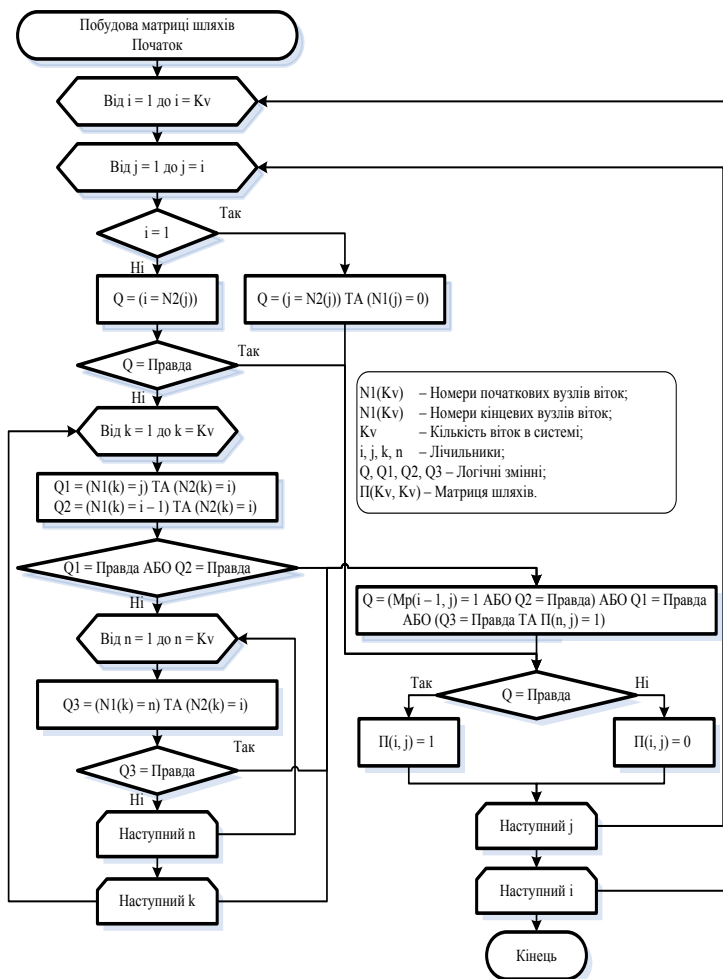 Побудова матриці шляхів
Початок
Від i = 1 до i = Kv
Від j = 1 до j = i
Так
i = 1
Ні
Q = (i = N2(j))
Q = (j = N2(j)) ТА (N1(j) = 0)
Q = Правда
Так
Ні
N1(Kv) – Номери початкових вузлів віток;
N1(Kv) – Номери кінцевих вузлів віток;
Kv – Кількість віток в системі;
i, j, k, n – Лічильники;
Q, Q1, Q2, Q3 – Логічні змінні;
П(Kv, Kv) – Матриця шляхів.
Від k = 1 до k = Kv
Q1 = (N1(k) = j) ТА (N2(k) = i)
Q2 = (N1(k) = i – 1) ТА (N2(k) = i)
Q1 = Правда АБО Q2 = Правда
Ні
Q = (Mp(i – 1, j) = 1 АБО Q2 = Правда) АБО Q1 = Правда
АБО (Q3 = Правда ТА П(n, j) = 1)
Від n = 1 до n = Kv
Q3 = (N1(k) = n) ТА (N2(k) = i)
Так
Q = Правда
Ні
Q3 = Правда
Так
Ні
П(i, j) = 1
П(i, j) = 0
Наступний n
Наступний j
Наступний k
Наступний i
Кінець